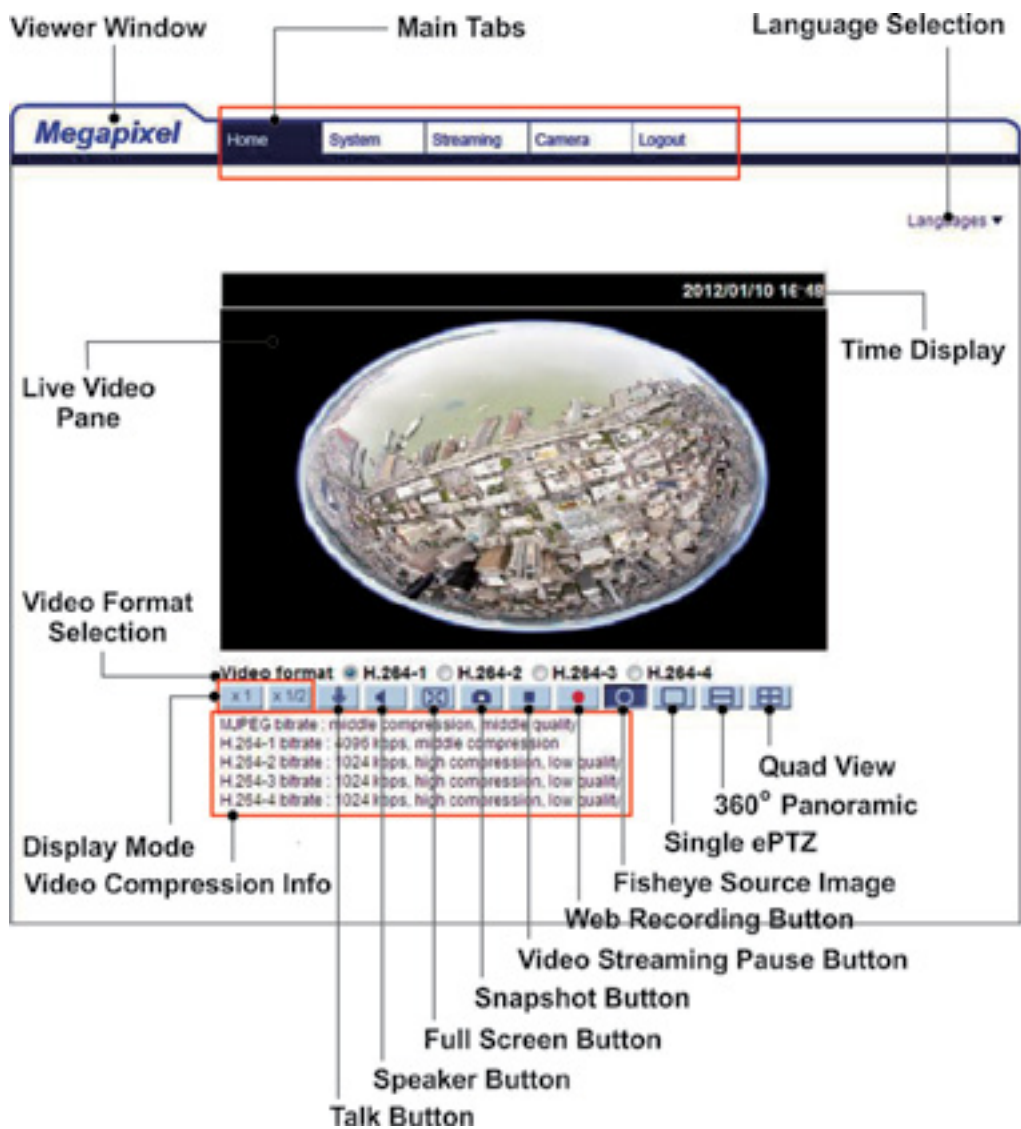 Viewer Window
Main Tabs
Language Selection
Megapixel
Home
System
Streaming
Camera
Logout
Languages ▼
2012/01/10 16:48
Time Display
Live Video
Pane
Video Format
Selection
Video format H.264-1 H.264-2 H.264-3 H.264-4
x 1
x 1/2
MJPEG bitrate : middle compression, middle quality
H.264-1 bitrate : 4096 kbps, middle compression
H.264-2 bitrate : 1024 kbps, high compression, low quality
H.264-3 bitrate : 1024 kbps, high compression, low quality
H.264-4 bitrate : 1024 kbps, high compression, low quality
Quad View
360° Panoramic
Display Mode
Single ePTZ
Video Compression Info
Fisheye Source Image
Web Recording Button
Video Streaming Pause Button
Snapshot Button
Full Screen Button
Speaker Button
Talk Button